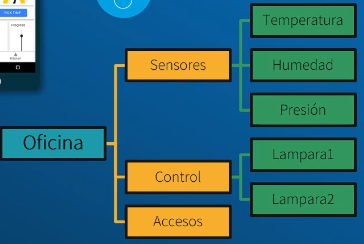 Oficina
Sensores
Temperatura
Humedad
Presión
Control
Lampara1
Lampara2
Accesos